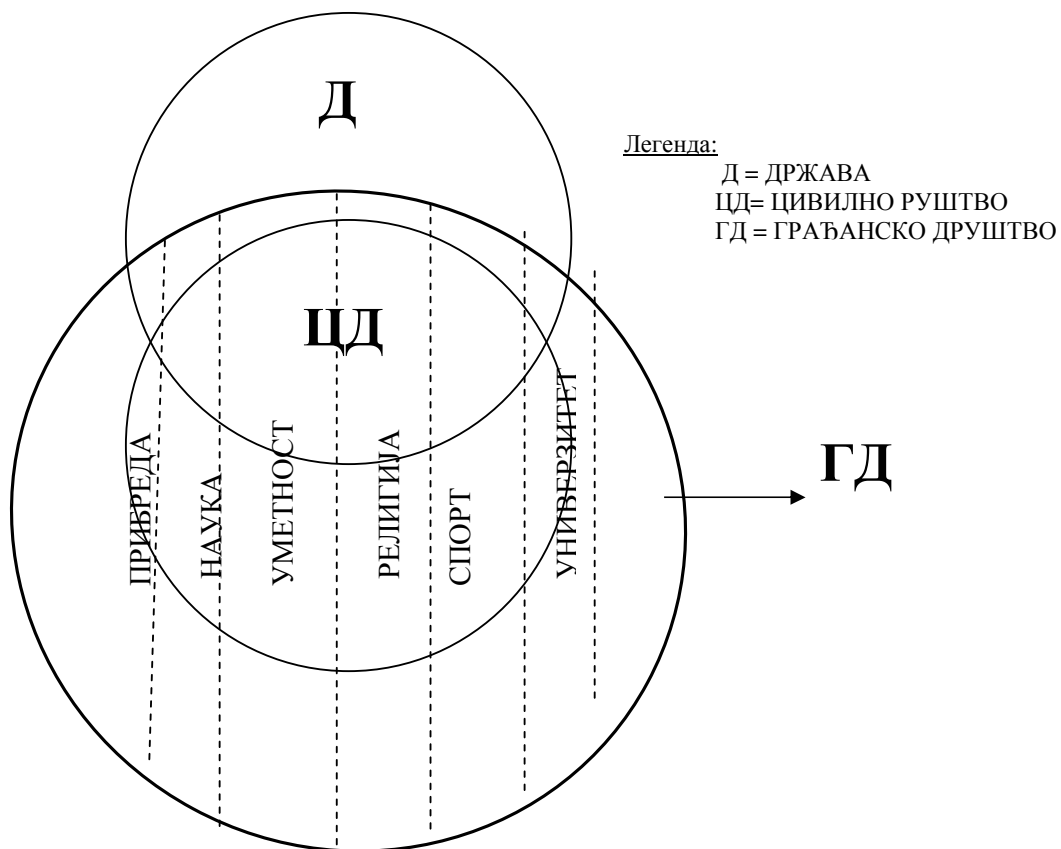 Д
Легенда:
Д = ДРЖАВА
ЦД= ЦИВИЛНО РУШТВО
ГД = ГРАЂАНСКО ДРУШТВО
ЦД
ПРИВРЕДА
НАУКА
УМЕТНОСТ
РЕЛИГИЈА
СПОРТ
УНИВЕРЗИТЕТ
ГД